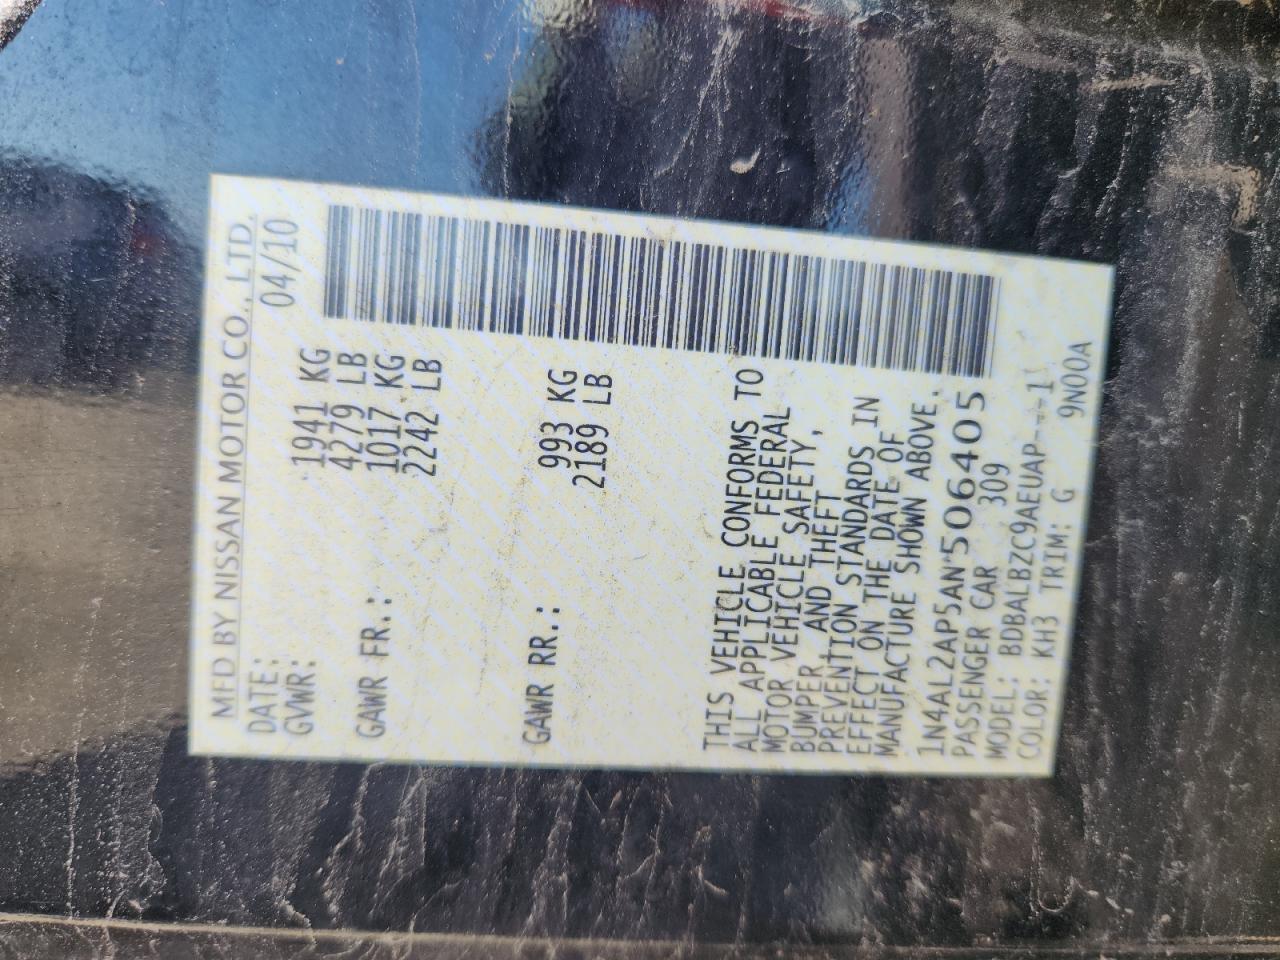 MFD BY NISSAN MOTOR CO., LTD.
DATE: 04/10
GVWR: 1941 KG
4279 LB
GAWR FR.: 1017 KG
2242 LB
GAWR RR.: 993 KG
2189 LB
THIS VEHICLE CONFORMS TO
ALL APPLICABLE FEDERAL
MOTOR VEHICLE SAFETY,
BUMPER AND THEFT
PREVENTION STANDARDS IN
EFFECT ON THE DATE OF
MANUFACTURE SHOWN ABOVE.
1N4AL2AP5AN*506405
PASSENGER CAR 309
MODEL: BDBALBZC9AEUAP---1
COLOR: KH3 TRIM: G 9N00A